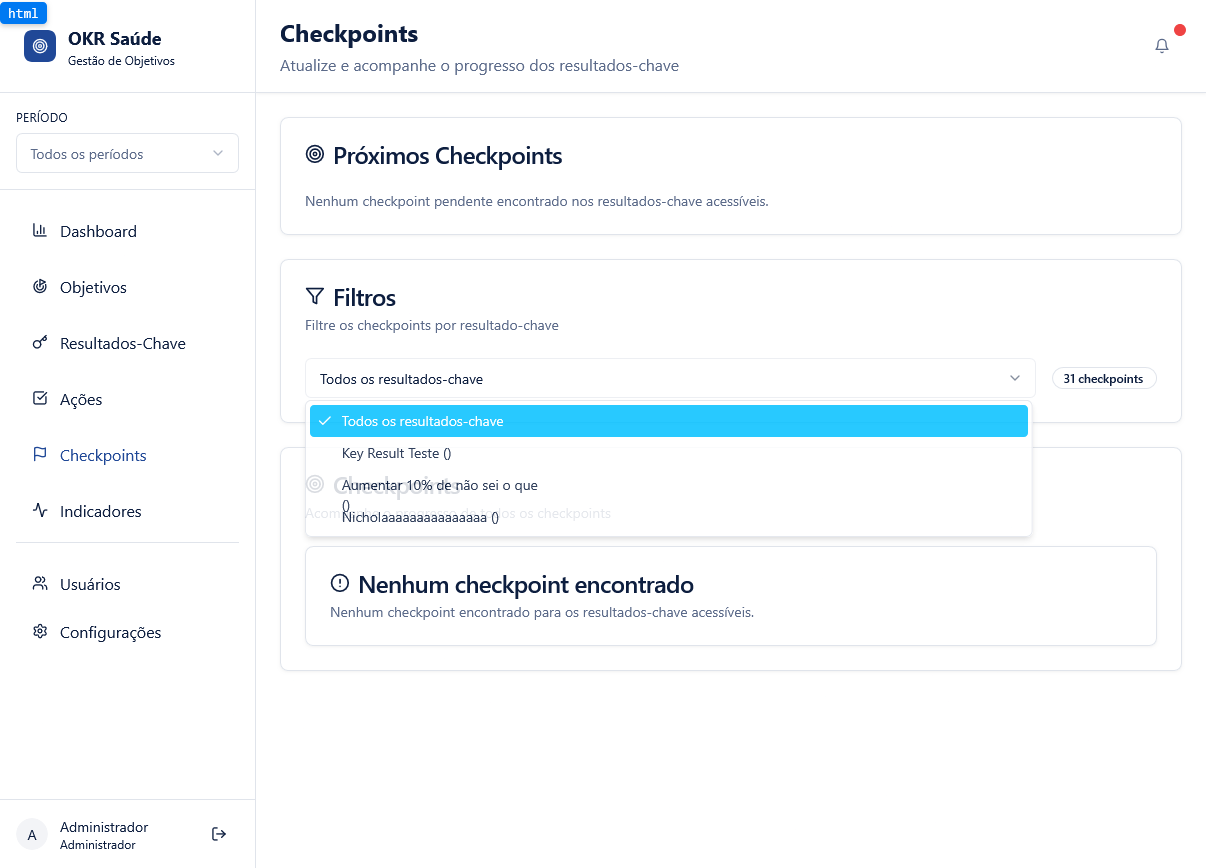 html
OKR Saúde
Gestão de Objetivos
PERÍODO
Todos os períodos
Dashboard
Objetivos
Resultados-Chave
Ações
Checkpoints
Indicadores
Usuários
Configurações
A
Administrador
Administrador
Checkpoints
Atualize e acompanhe o progresso dos resultados-chave
Próximos Checkpoints
Nenhum checkpoint pendente encontrado nos resultados-chave acessíveis.
Filtros
Filtre os checkpoints por resultado-chave
Todos os resultados-chave
31 checkpoints
Todos os resultados-chave
Key Result Teste ()
Checkpoints
Aumentar 10% de não sei o que
()
Acompanhe o progresso de todos os checkpoints
Nicholaaaaaaaaaaaaaaa ()
Nenhum checkpoint encontrado
Nenhum checkpoint encontrado para os resultados-chave acessíveis.